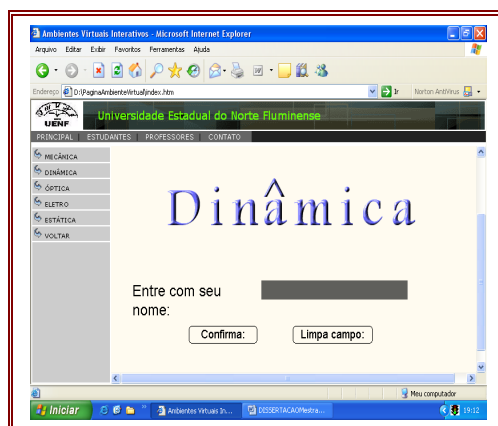 Ambientes Virtuais Interativos - Microsoft Internet Explorer
Arquivo Editar Exibir Favoritos Ferramentas Ajuda
Endereço D:\PaginaAmbienteVirtual\index.htm Ir Norton AntiVirus
UENF Universidade Estadual do Norte Fluminense
PRINCIPAL | ESTUDANTES | PROFESSORES | CONTATO
MECÂNICA
DINÂMICA
ÓPTICA
ELETRO
ESTÁTICA
VOLTAR
Dinâmica
Entre com seu
nome:
Confirma: Limpa campo:
Meu computador
Iniciar Ambientes Virtuais In... DISSERTACAOMestra... 19:12